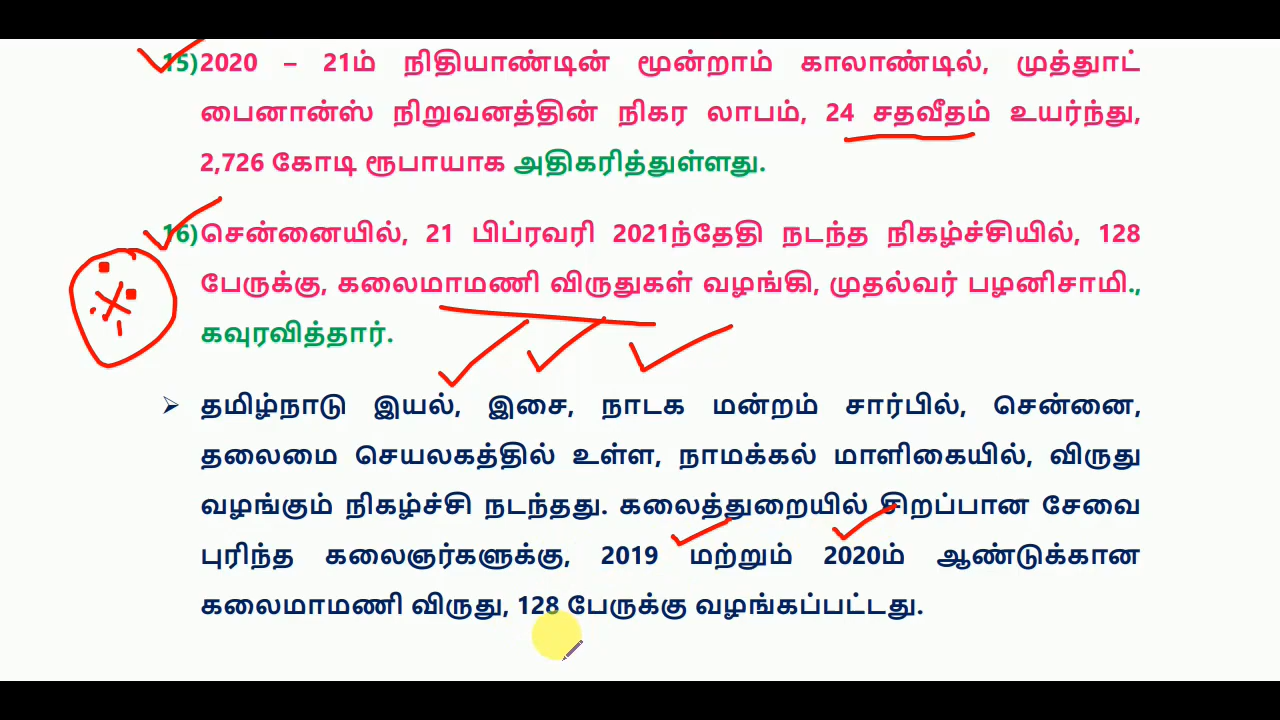 15)2020 – 21ம் நிதியாண்டின் மூன்றாம் காலாண்டில், முத்தூட்
பைனான்ஸ் நிறுவனத்தின் நிகர லாபம், 24 சதவீதம் உயர்ந்து,
2,726 கோடி ரூபாயாக அதிகரித்துள்ளது.
16)சென்னையில், 21 பிப்ரவரி 2021ந்தேதி நடந்த நிகழ்ச்சியில், 128
பேருக்கு, கலைமாமணி விருதுகள் வழங்கி, முதல்வர் பழனிசாமி.,
கவுரவித்தார்.
➢ தமிழ்நாடு இயல், இசை, நாடக மன்றம் சார்பில், சென்னை,
தலைமை செயலகத்தில் உள்ள, நாமக்கல் மாளிகையில், விருது
வழங்கும் நிகழ்ச்சி நடந்தது. கலைத்துறையில் சிறப்பான சேவை
புரிந்த கலைஞர்களுக்கு, 2019 மற்றும் 2020ம் ஆண்டுக்கான
கலைமாமணி விருது, 128 பேருக்கு வழங்கப்பட்டது.